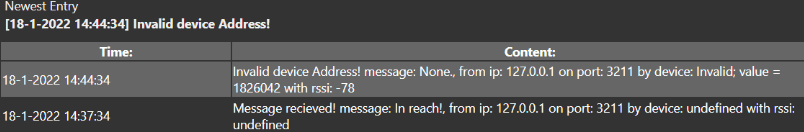 Newest Entry
[18-1-2022 14:44:34] Invalid device Address!
Time: Content:
18-1-2022 14:44:34 Invalid device Address! message: None., from ip: 127.0.0.1 on port: 3211 by device: Invalid; value =
1826042 with rssi: -78
18-1-2022 14:37:34 Message recieved! message: In reach!, from ip: 127.0.0.1 on port: 3211 by device: undefined with rssi:
undefined